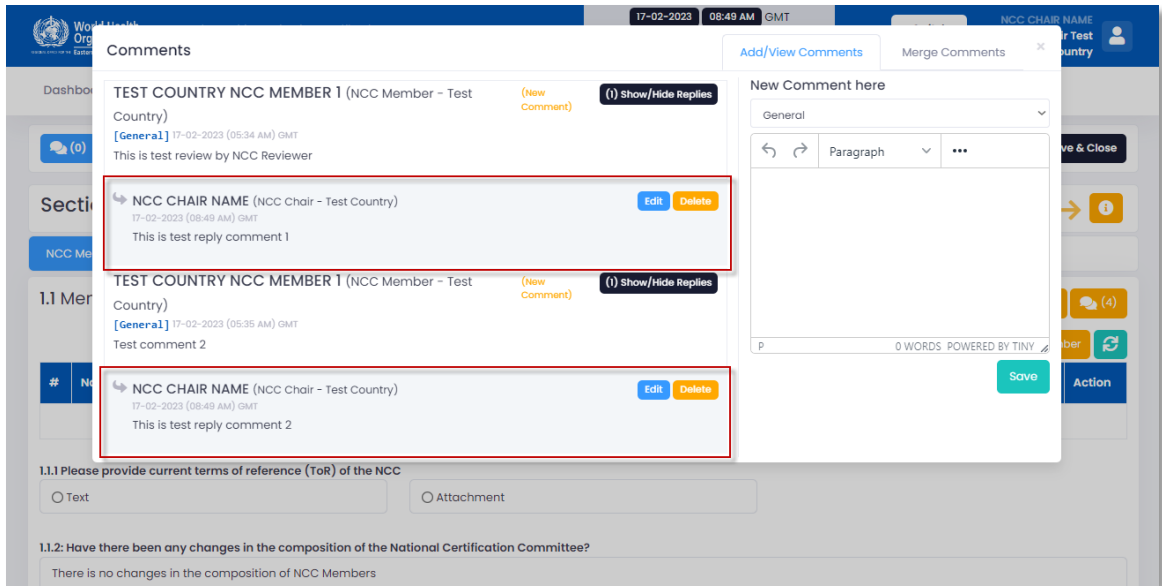 17-02-2023 08:49 AM GMT
NCC CHAIR NAME
World Health
Comments
Add/View Comments
Merge Comments
×
TEST COUNTRY NCC MEMBER 1 (NCC Member - Test
Country)
(New
Comment)
(1) Show/Hide Replies
[General] 17-02-2023 (05:34 AM) GMT
This is test review by NCC Reviewer
NCC CHAIR NAME (NCC Chair - Test Country)
Edit
Delete
17-02-2023 (08:49 AM) GMT
This is test reply comment 1
TEST COUNTRY NCC MEMBER 1 (NCC Member - Test
Country)
(New
Comment)
(1) Show/Hide Replies
[General] 17-02-2023 (05:35 AM) GMT
Test comment 2
NCC CHAIR NAME (NCC Chair - Test Country)
Edit
Delete
17-02-2023 (08:49 AM) GMT
This is test reply comment 2
New Comment here
General
Paragraph
P
0 WORDS POWERED BY TINY
Save
(0)
& Close
NCC
1.1
(4)
#
Action
1.1.1 Please provide current terms of reference (ToR) of the NCC
Text
Attachment
1.1.2: Have there been any changes in the composition of the National Certification Committee?
There is no changes in the composition of NCC Members